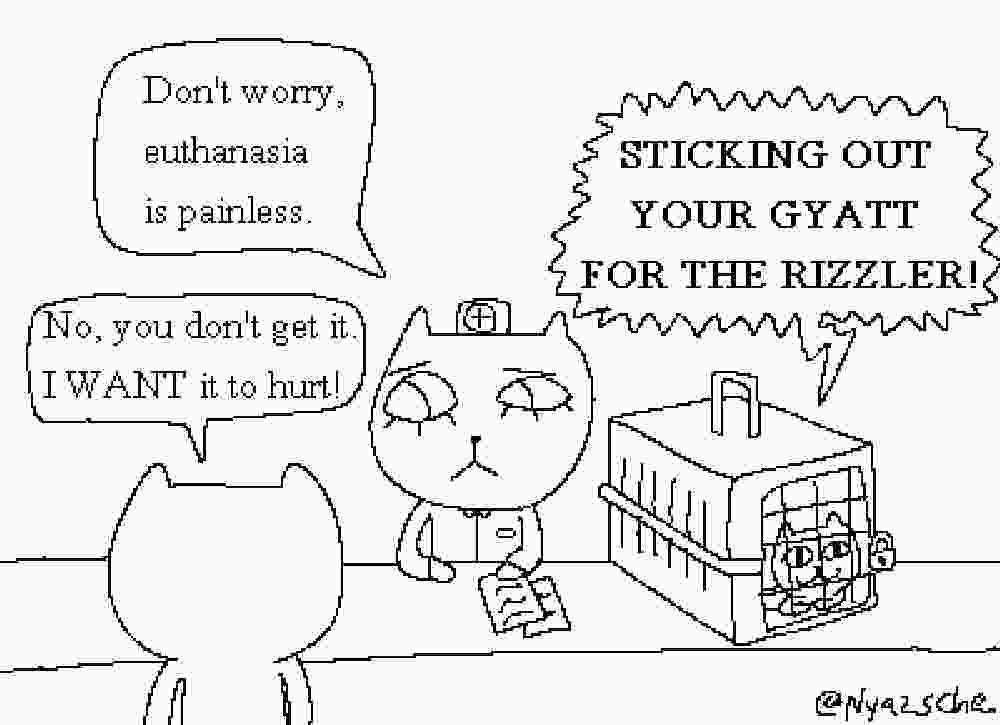 Don't worry,
euthanasia
is painless.
No, you don't get it.
I WANT it to hurt!
STICKING OUT
YOUR GYATT
FOR THE RIZZLER!
@Nyazsche.